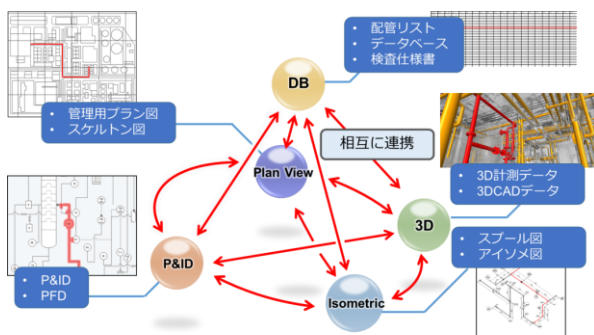 • 配管リスト
• データベース
• 検査仕様書
DB
• 管理用プラン図
• スケルトン図
相互に連携
Plan View
• 3D計測データ
• 3DCADデータ
3D
• スプール図
• アイソメ図
P&ID
• P&ID
• PFD
Isometric